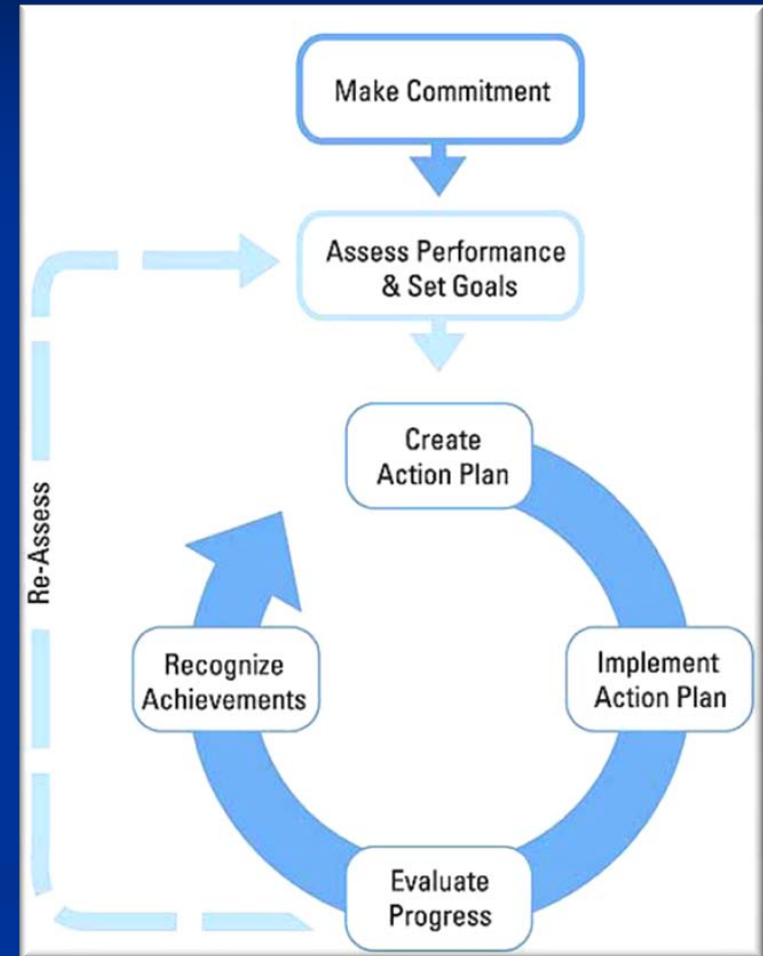 Make Commitment
Assess Performance
& Set Goals
Create
Action Plan
Implement
Action Plan
Evaluate
Progress
Recognize
Achievements
Re-Assess